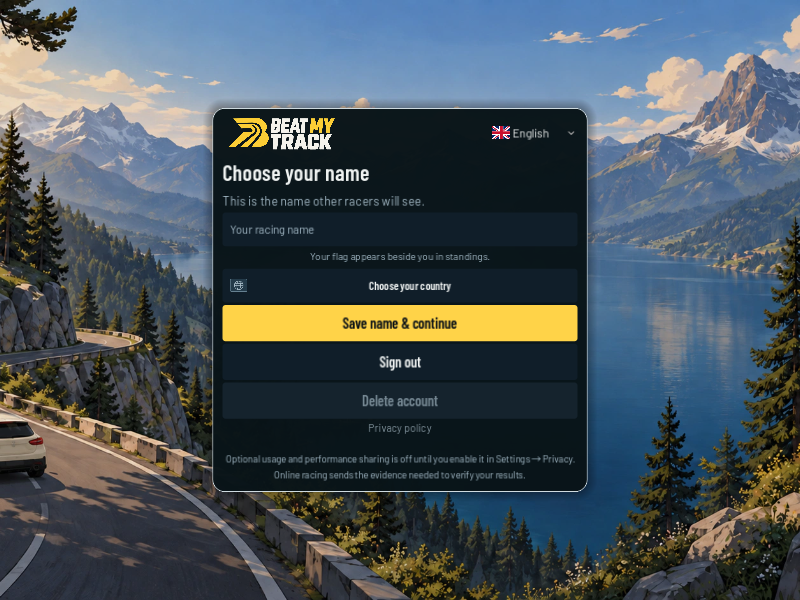 BEAT MY
TRACK
English
Choose your name
This is the name other racers will see.
Your racing name
Your flag appears beside you in standings.
Choose your country
Save name & continue
Sign out
Delete account
Privacy policy
Optional usage and performance sharing is off until you enable it in Settings → Privacy.
Online racing sends the evidence needed to verify your results.